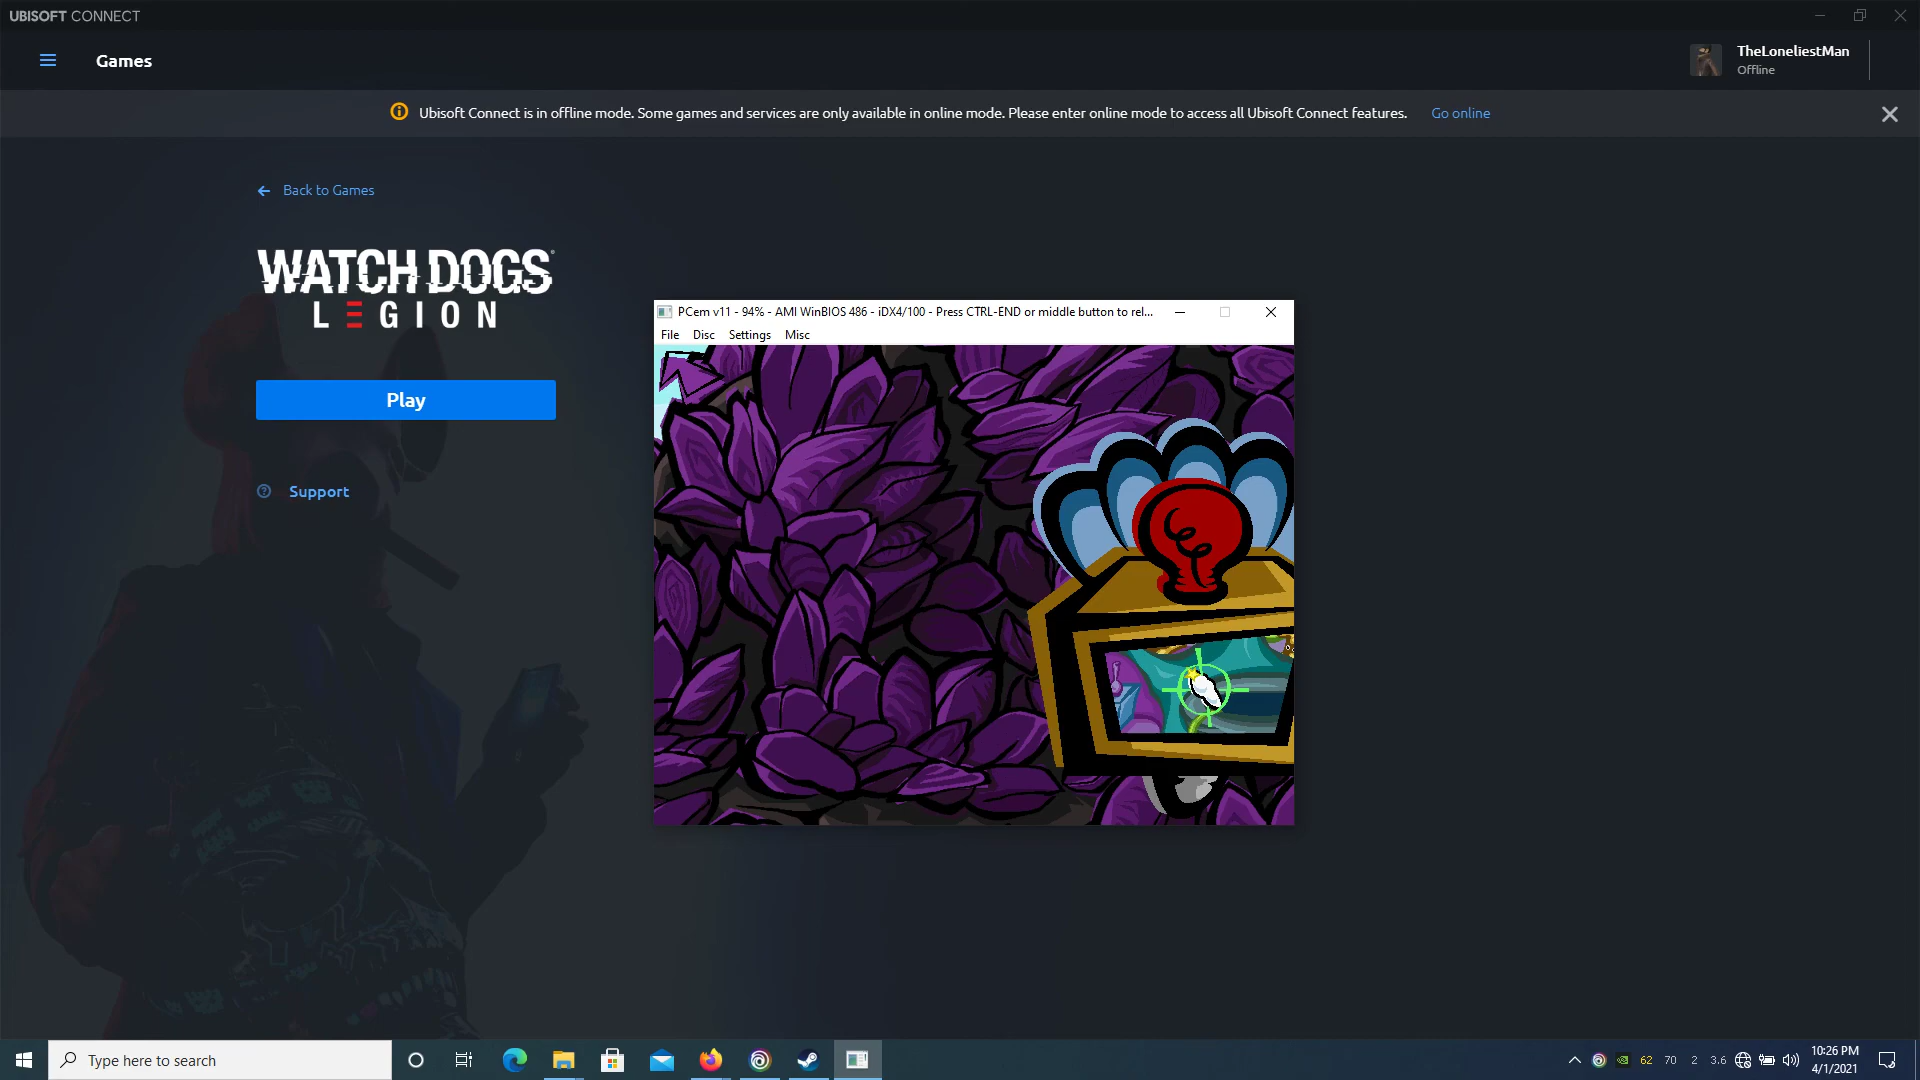 UBISOFT CONNECT
Games
TheLoneliestMan
Offline
Ubisoft Connect is in offline mode. Some games and services are only available in online mode. Please enter online mode to access all Ubisoft Connect features. Go online
Back to Games
WATCH DOGS
LEGION
Play
Support
PCem v11 - 94% - AMI WinBIOS 486 - iDX4/100 - Press CTRL-END or middle button to rel...
File Disc Settings Misc
Type here to search
62 70 2 3.6
10:26 PM
4/1/2021